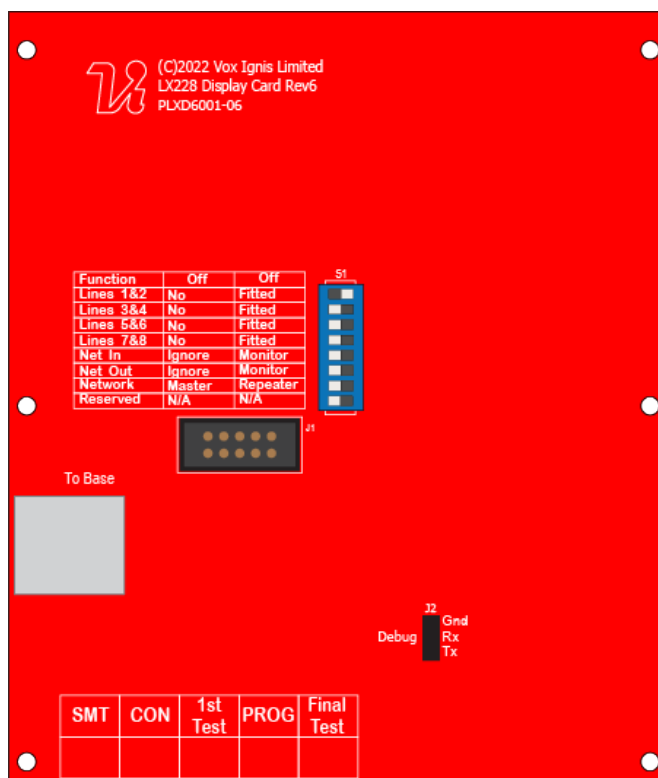 (C)2022 Vox Ignis Limited
LX228 Display Card Rev6
PLXD6001-06
S1
Function Off Off
Lines 1&2 No Fitted
Lines 3&4 No Fitted
Lines 5&6 No Fitted
Lines 7&8 No Fitted
Net In Ignore Monitor
Net Out Ignore Monitor
Network Master Repeater
Reserved N/A N/A
J1
To Base
J2
Gnd
Debug Rx
Tx
SMT CON 1st Test PROG Final Test